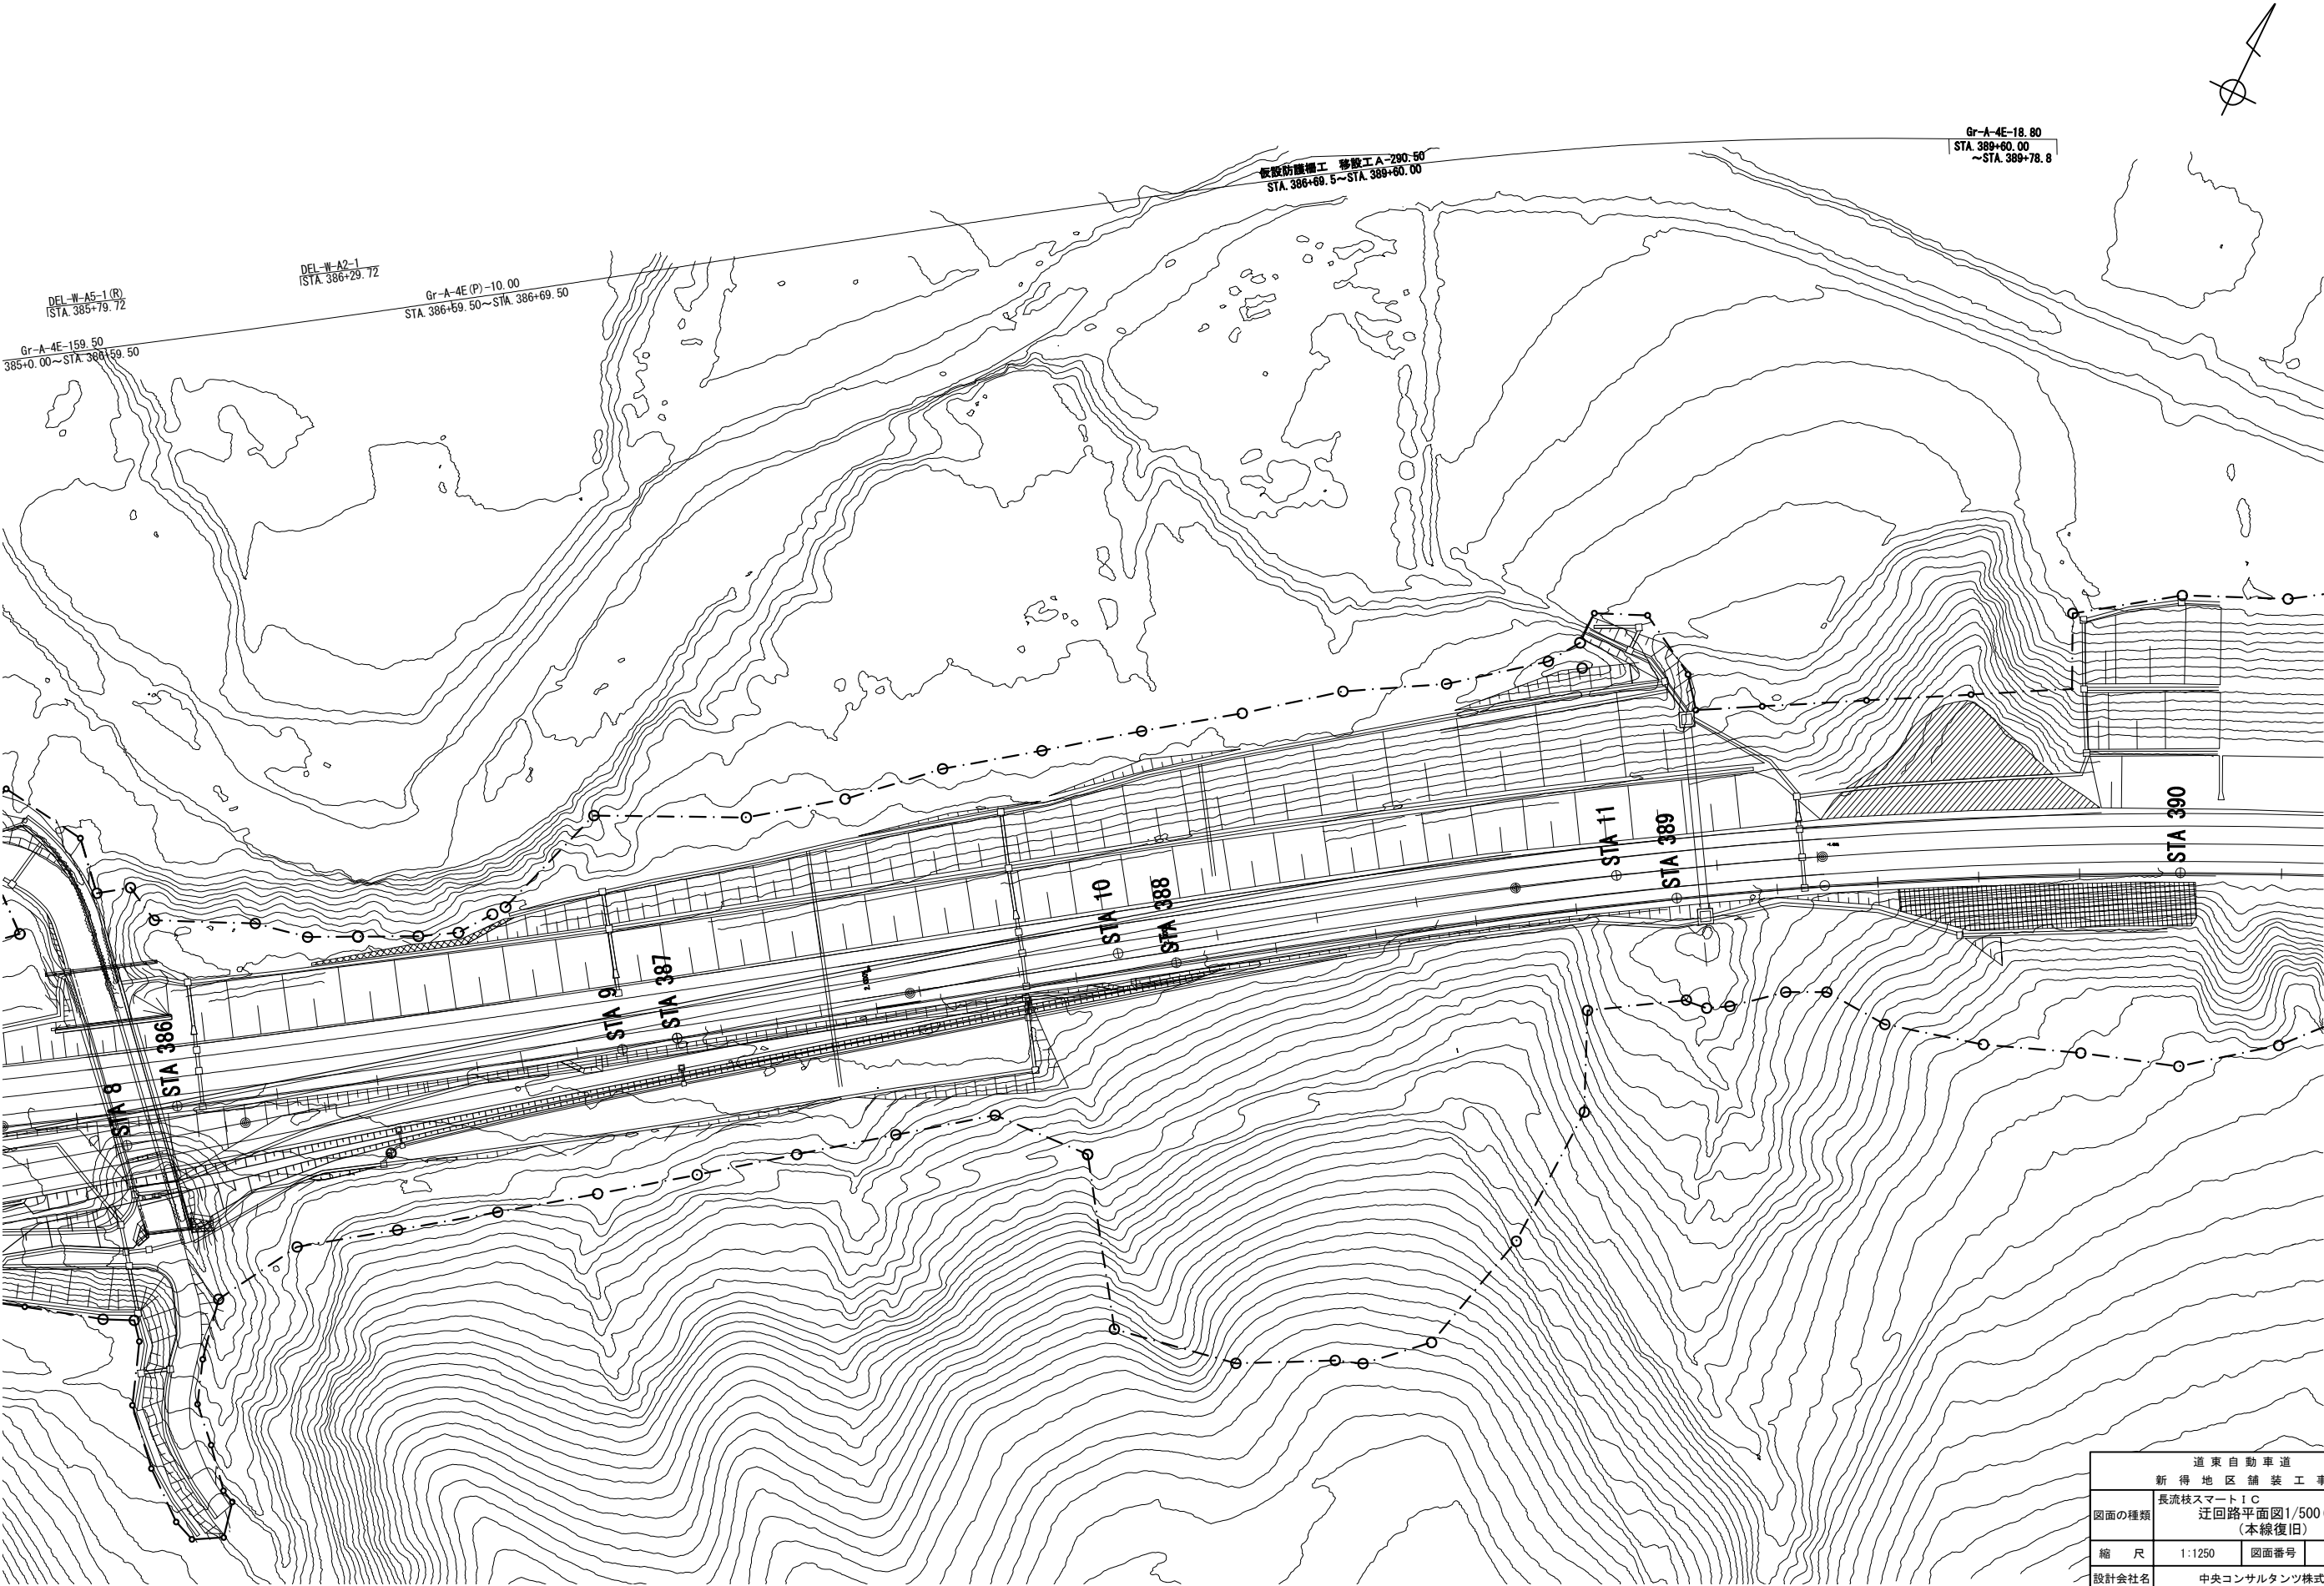 Gr-A-4E-18.80
STA.389+60.00
～STA.389+78.8
仮設防護柵工 移設工A-290.50
STA.386+69.5～STA.389+60.00
DEL-W-A2-1
STA.386+29.72
Gr-A-4E(P)-10.00
STA.386+59.50～STA.386+69.50
DEL-W-A5-1(R)
STA.385+79.72
Gr-A-4E-159.50
385+0.00～STA.386+59.50
STA 8
STA 386
STA 9
STA 387
STA 10
STA 388
STA 11
STA 389
STA 390
道東自動車道
新得地区舗装工事
図面の種類
長流枝スマートIC
迂回路平面図1/500
(本線復旧)
縮 尺
1:1250
図面番号
設計会社名
中央コンサルタンツ株式